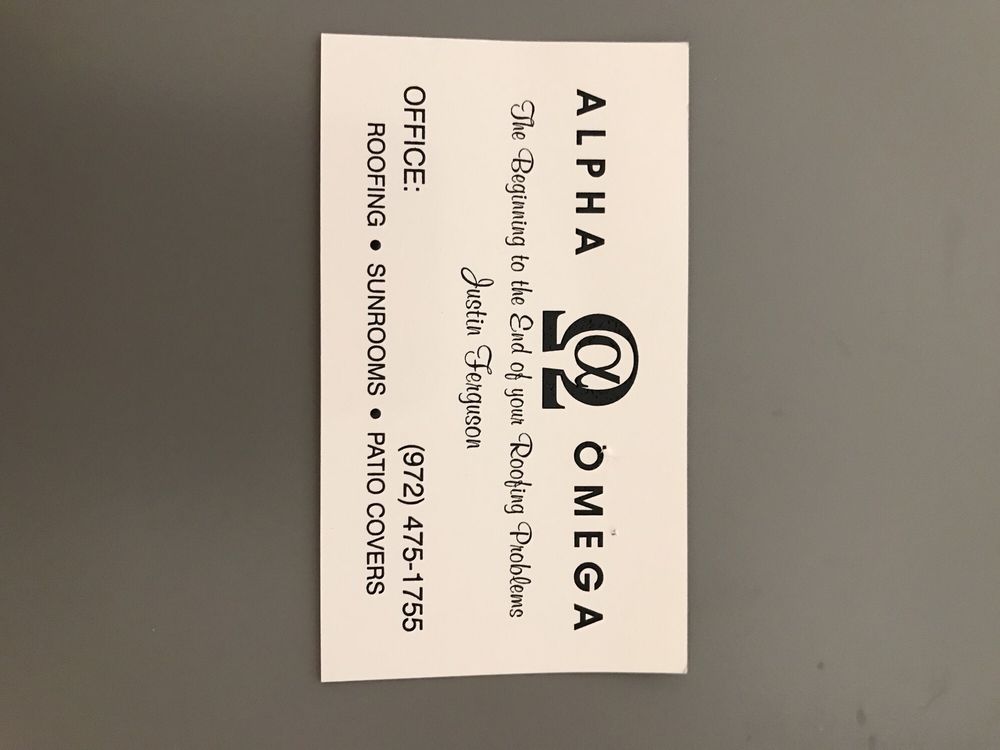 ALPHA Ωα OMEGA
The Beginning to the End of your Roofing Problems
Justin Ferguson
OFFICE: (972) 475-1755
ROOFING • SUNROOMS • PATIO COVERS